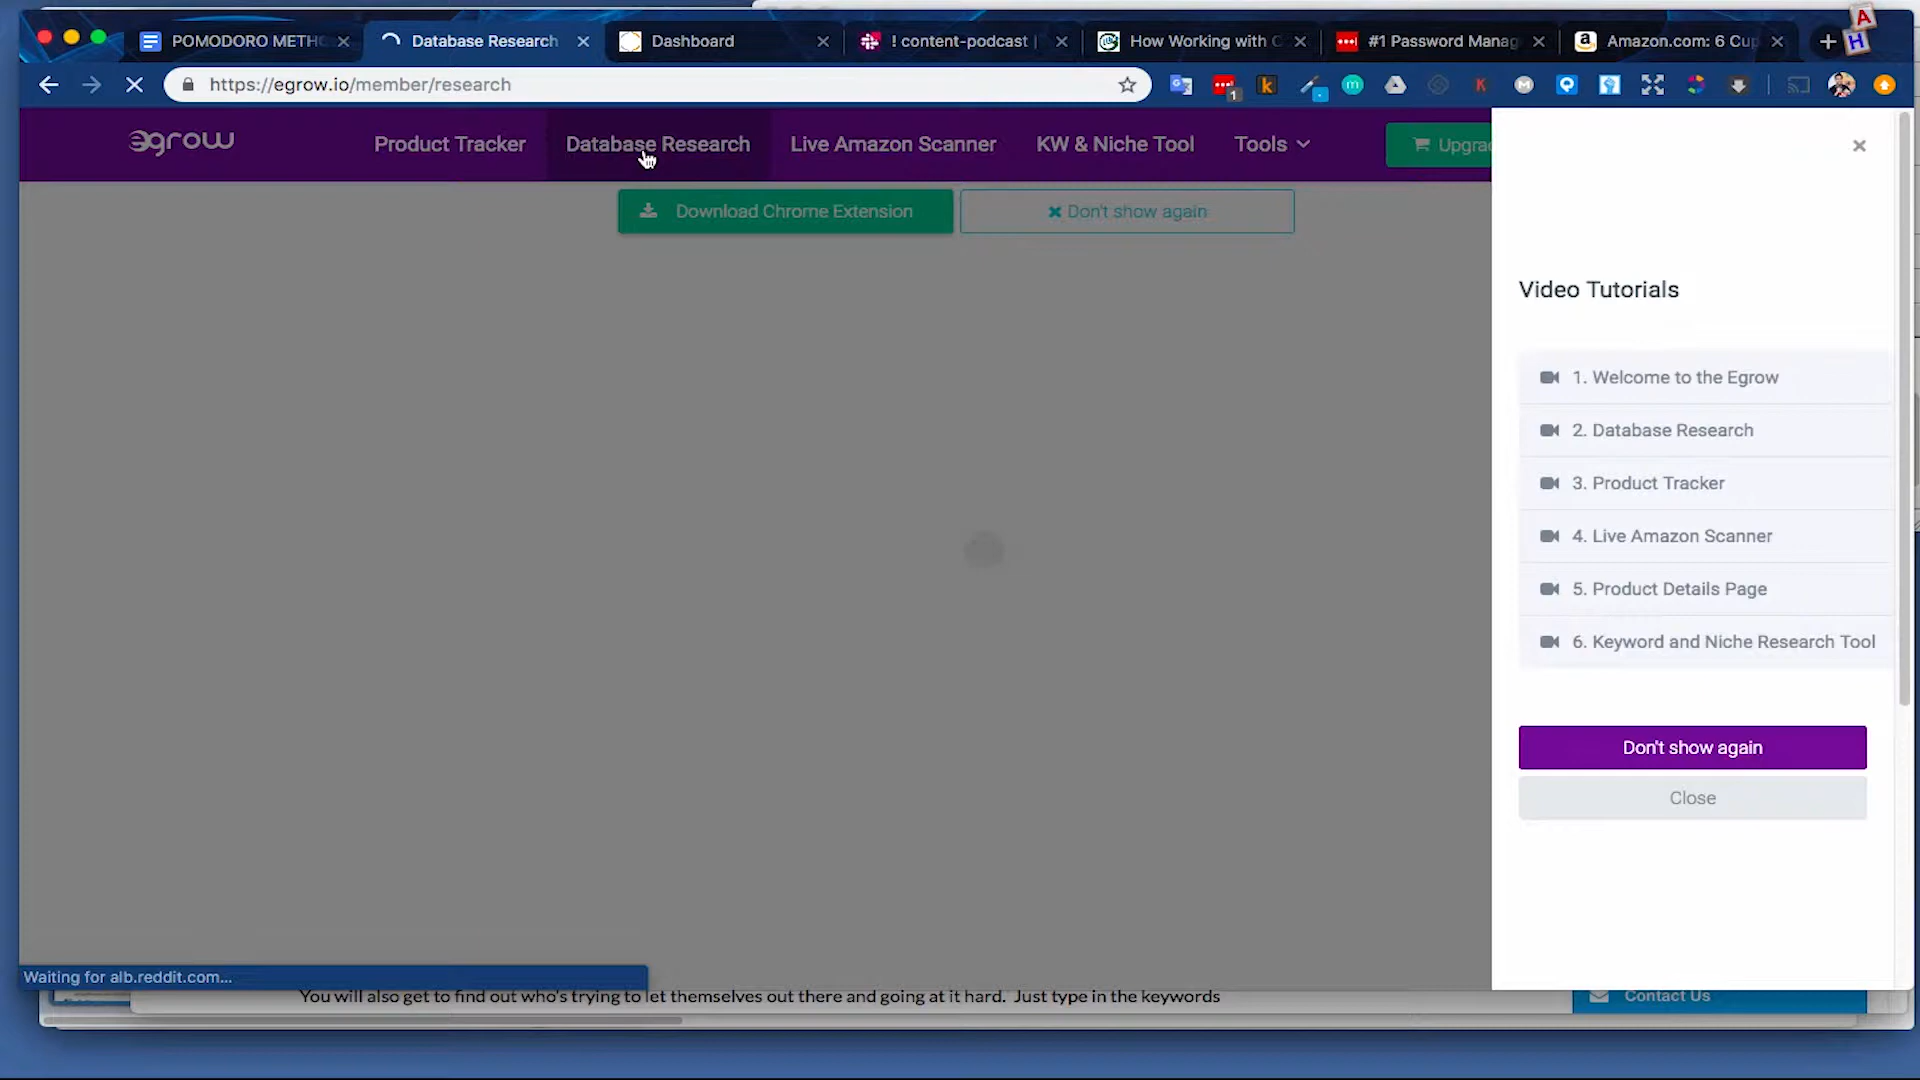 POMODORO METH
Database Research
Dashboard
! content-podcast |
How Working with C
#1 Password Manag
Amazon.com: 6 Cup
A
H
https://egrow.io/member/research
1
egrow
Product Tracker
Database Research
Live Amazon Scanner
KW & Niche Tool
Tools
Upgra
Download Chrome Extension
Don't show again
Video Tutorials
1. Welcome to the Egrow
2. Database Research
3. Product Tracker
4. Live Amazon Scanner
5. Product Details Page
6. Keyword and Niche Research Tool
Don't show again
Close
Waiting for alb.reddit.com...
You will also get to find out who's trying to let themselves out there and going at it hard. Just type in the keywords
Contact Us